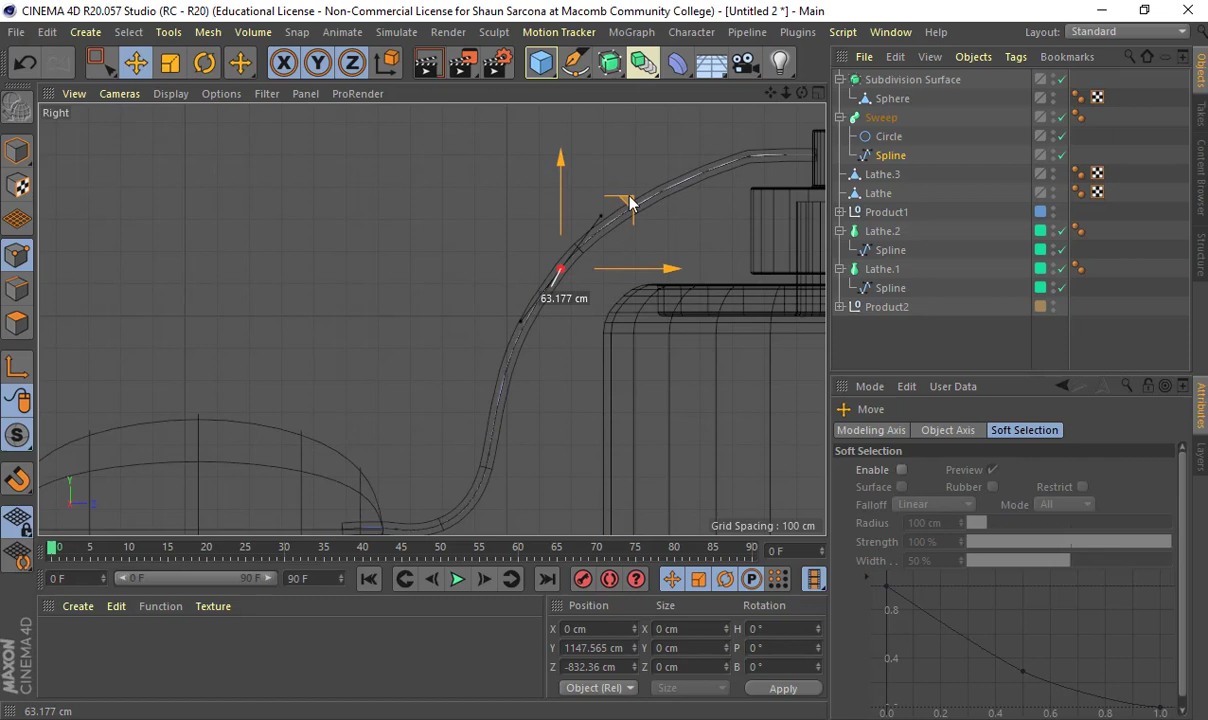 CINEMA 4D R20.057 Studio (RC - R20) (Educational License - Non-Commercial License for Shaun Sarcona at Macomb Community College) - [Untitled 2 *] - Main
File Edit Create Select Tools Mesh Volume Snap Animate Simulate Render Sculpt Motion Tracker MoGraph Character Pipeline Plugins Script Window Help Layout: Standard
X Y Z
File Edit View Objects Tags Bookmarks
View Cameras Display Options Filter Panel ProRender
Right
Subdivision Surface
Sphere
Sweep
Circle
Spline
Lathe.3
Lathe
Product1
Lathe.2
Spline
Lathe.1
Spline
Product2
63.177 cm
Y
Z
Grid Spacing : 100 cm
Objects
Takes
Content Browser
Structure
Mode Edit User Data
Move
Modeling Axis Object Axis Soft Selection
Soft Selection
Enable Preview
Surface Rubber Restrict
Falloff Linear Mode All
Radius 100 cm
Strength 100 %
Width . . 50 %
0.8
0.4
0.0 0.2 0.4 0.6 0.8 1.0
Attributes
Layers
0 5 10 15 20 25 30 35 40 45 50 55 60 65 70 75 80 85 90 0 F
0 F 0 F 90 F 90 F
Create Edit Function Texture
Position Size Rotation
X 0 cm X 0 cm H 0 °
Y 1147.565 cm Y 0 cm P 0 °
Z -832.36 cm Z 0 cm B 0 °
Object (Rel) Size Apply
MAXON
CINEMA 4D
63.177 cm